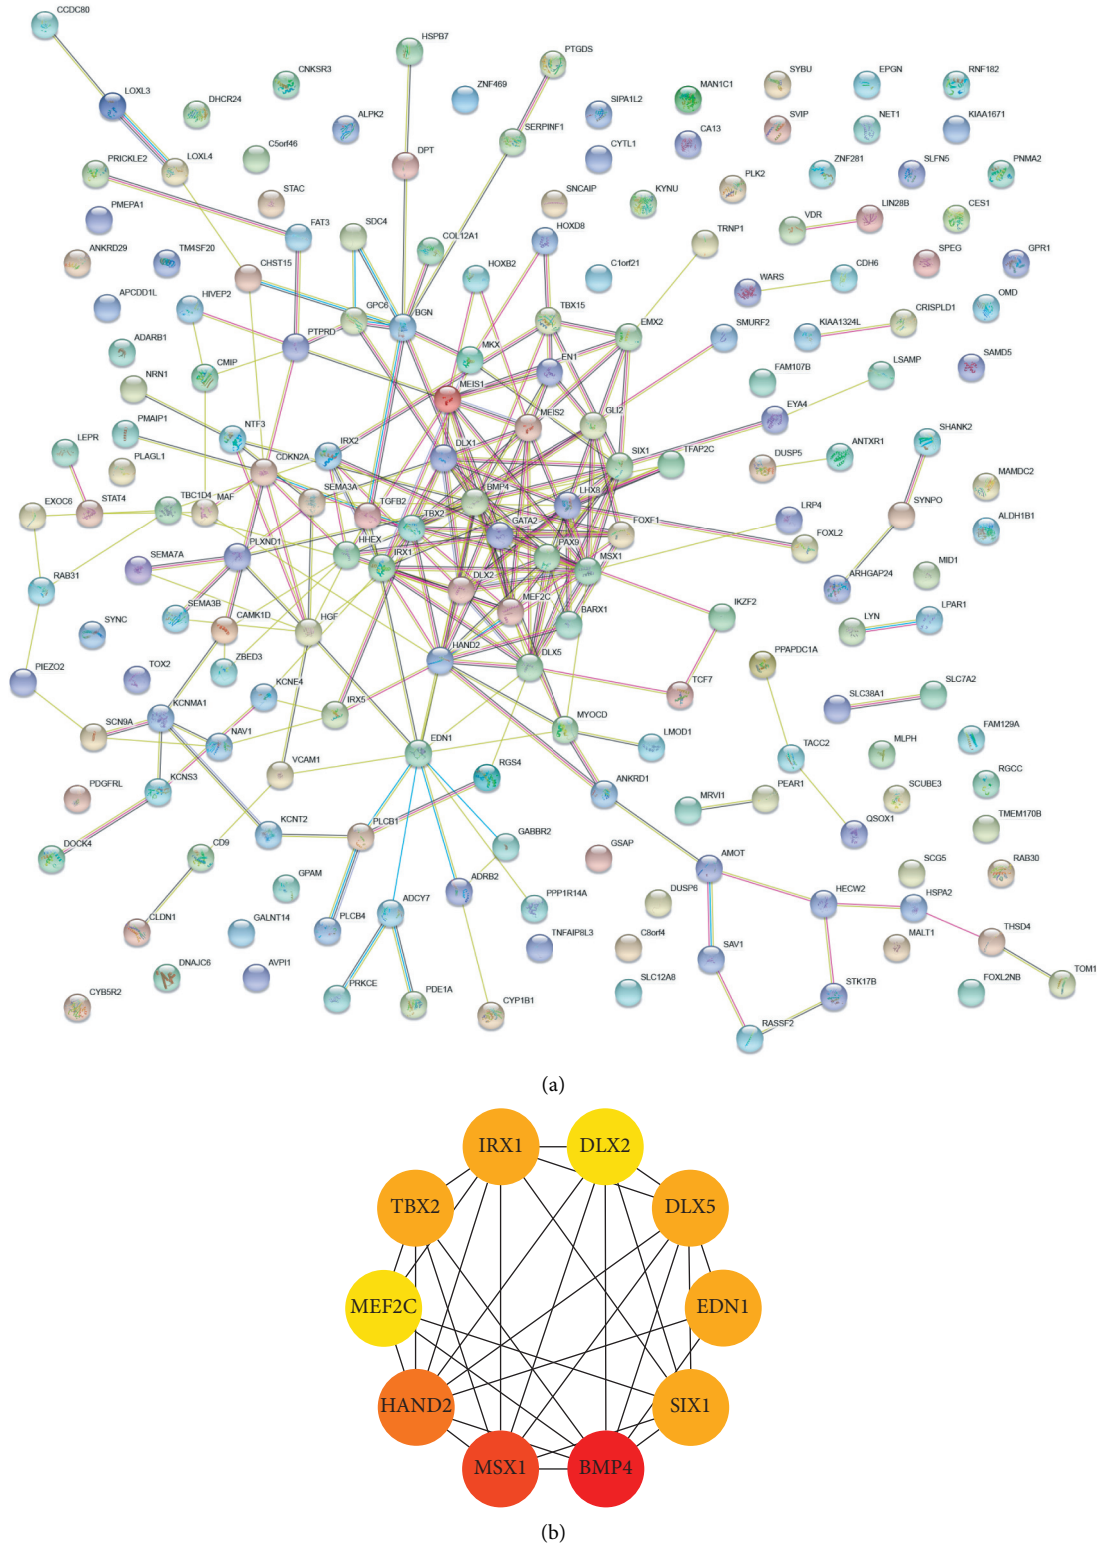 CCDC80
HSPB7
PTGDS
CNKSR3
ZNF469
LOXL3
DHCR24
ALPK2
SIPA1L2
MAN1C1
SYBU
EPGN
RNF182
SVIP
NET1
KIAA1671
SERPINF1
CA13
C5orf46
CYTL1
PRICKLE2
LOXL4
DPT
ZNF281
SLFN5
PNMA2
STAC
SNCAIP
KYNU
PLK2
PMEPA1
FAT3
SDC4
COL12A1
HOXD8
TRNP1
VDR
LIN28B
CES1
ANKRD29
TM4SF20
CHST15
HOXB2
C1orf21
WARS
CDH6
SPEG
GPR1
APCDD1L
HIVEP2
GPC6
BGN
TBX15
EMX2
SMURF2
KIAA1324L
CRISPLD1
OMD
ADARB1
PTPRD
MKX
EN1
CMIP
FAM107B
LSAMP
SAMD5
NRN1
MEIS1
MEIS2
GLI2
EYA4
PMAIP1
NTF3
IRX2
DLX1
SIX1
TFAP2C
DUSP5
ANTXR1
SHANK2
LEPR
PLAGL1
CDKN2A
MAMDC2
EXOC6
STAT4
TBC1D4
MAF
SEMA3A
TGFB2
BMP4
LHX8
SYNPO
TBX2
GATA2
FOXF1
LRP4
FOXL2
ALDH1B1
SEMA7A
PLXND1
HHEX
IRX1
PAX9
MSX1
RAB31
DLX2
MEF2C
ARHGAP24
MID1
SEMA3B
CAMK1D
HGF
BARX1
IKZF2
LYN
LPAR1
SYNC
ZBED3
HAND2
DLX5
PPAPDC1A
PIEZO2
TOX2
KCNE4
TCF7
SLC38A1
SLC7A2
SCN9A
KCNMA1
NAV1
IRX5
EDN1
MYOCD
LMOD1
TACC2
MLPH
FAM129A
PDGFRL
KCNS3
VCAM1
RGS4
ANKRD1
MRVI1
PEAR1
SCUBE3
RGCC
DOCK4
CD9
KCNT2
PLCB1
GABBR2
GSAP
QSOX1
TMEM170B
AMOT
SCG5
RAB30
GPAM
ADRB2
PPP1R14A
DUSP6
HECW2
HSPA2
CLDN1
GALNT14
PLCB4
ADCY7
TNFAIP8L3
C8orf4
SAV1
MALT1
THSD4
DNAJC6
AVPI1
SLC12A8
STK17B
FOXL2NB
TOM1
CYB5R2
PRKCE
PDE1A
CYP1B1
RASSF2
(a)
IRX1
DLX2
TBX2
DLX5
MEF2C
EDN1
HAND2
SIX1
MSX1
BMP4
(b)